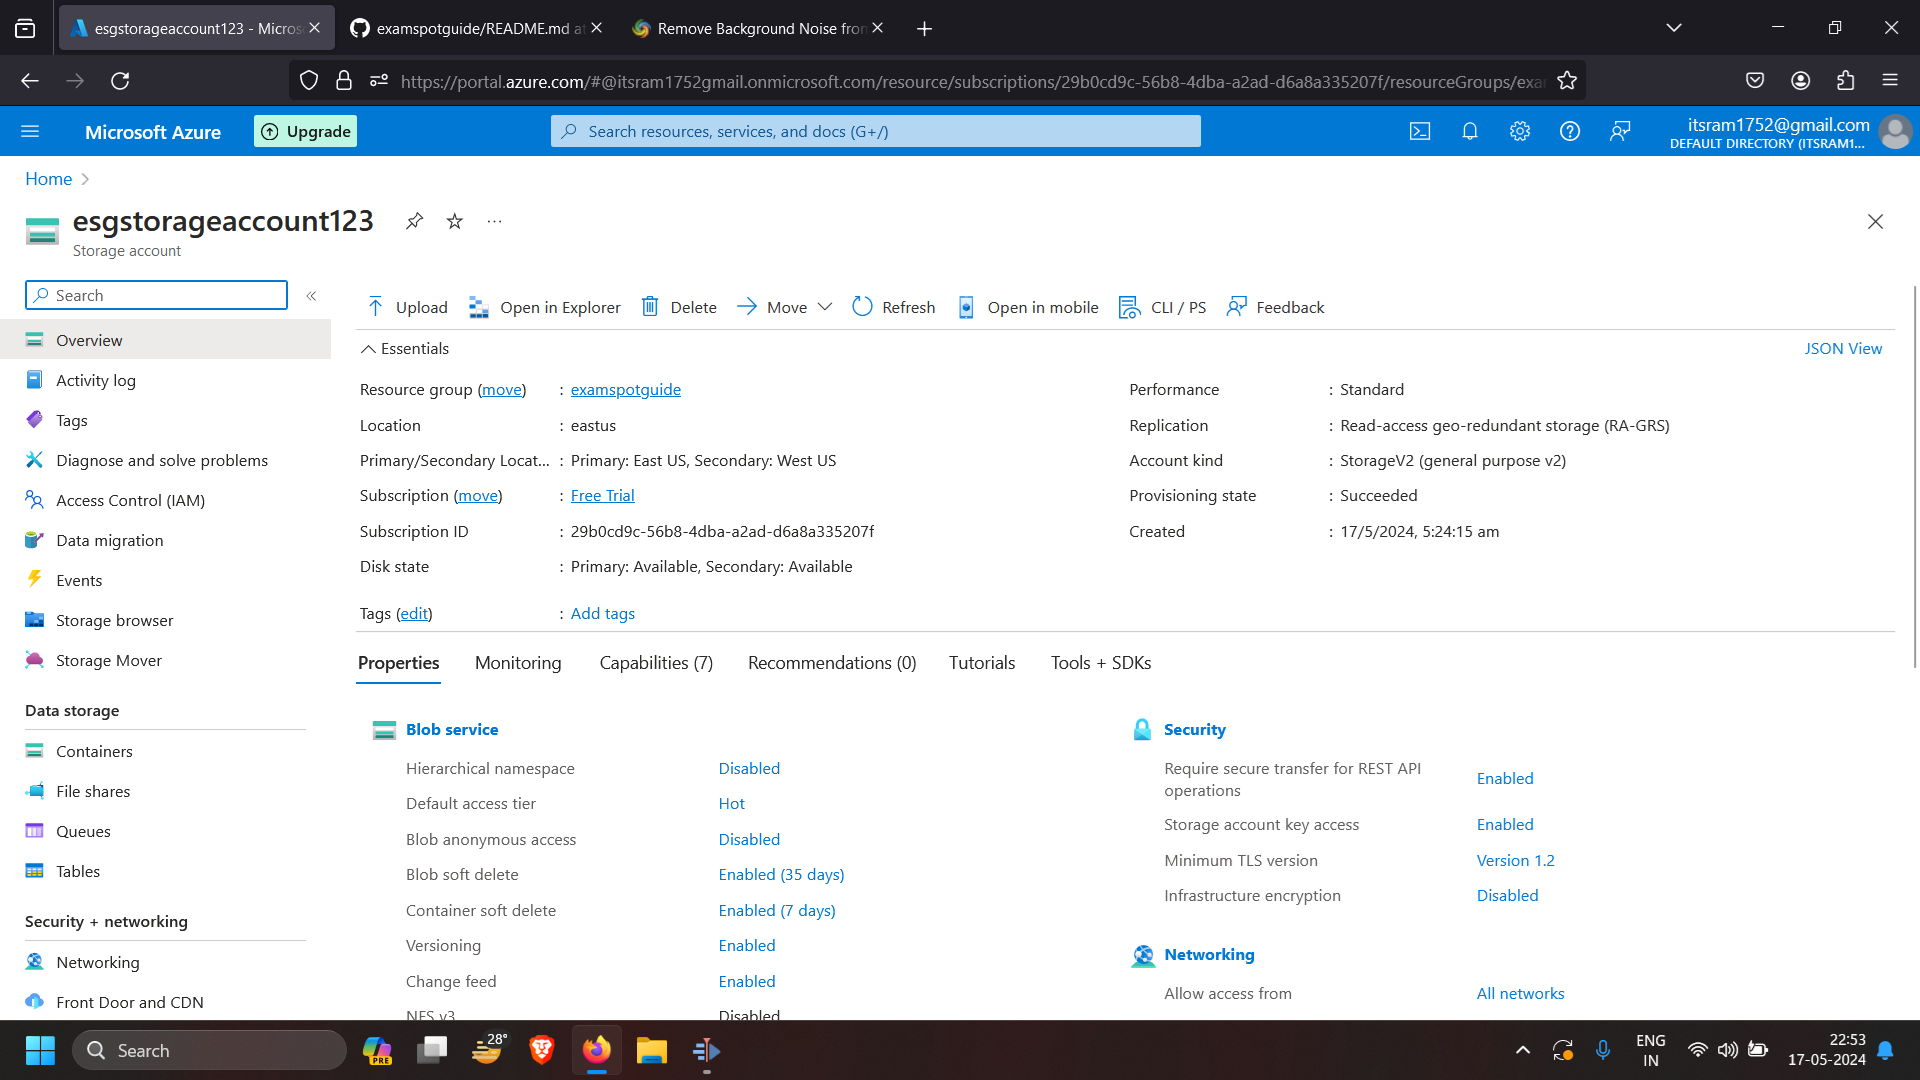 esgstorageaccount123 - Micros
examspotguide/README.md at
Remove Background Noise from
https://portal.azure.com/#@itsram1752gmail.onmicrosoft.com/resource/subscriptions/29b0cd9c-56b8-4dba-a2ad-d6a8a335207f/resourceGroups/exa
Microsoft Azure
Upgrade
Search resources, services, and docs (G+/)
itsram1752@gmail.com
DEFAULT DIRECTORY (ITSRAM1...
Home
esgstorageaccount123
...
Storage account
Search
Upload Open in Explorer Delete Move Refresh Open in mobile CLI / PS Feedback
Overview
Activity log
Tags
Diagnose and solve problems
Access Control (IAM)
Data migration
Events
Storage browser
Storage Mover
Data storage
Containers
File shares
Queues
Tables
Security + networking
Networking
Front Door and CDN
Essentials
JSON View
Resource group (move) : examspotguide
Location : eastus
Primary/Secondary Locat... : Primary: East US, Secondary: West US
Subscription (move) : Free Trial
Subscription ID : 29b0cd9c-56b8-4dba-a2ad-d6a8a335207f
Disk state : Primary: Available, Secondary: Available
Tags (edit) : Add tags
Performance : Standard
Replication : Read-access geo-redundant storage (RA-GRS)
Account kind : StorageV2 (general purpose v2)
Provisioning state : Succeeded
Created : 17/5/2024, 5:24:15 am
Properties Monitoring Capabilities (7) Recommendations (0) Tutorials Tools + SDKs
Blob service
Hierarchical namespace Disabled
Default access tier Hot
Blob anonymous access Disabled
Blob soft delete Enabled (35 days)
Container soft delete Enabled (7 days)
Versioning Enabled
Change feed Enabled
NFS v3 Disabled
Security
Require secure transfer for REST API
operations Enabled
Storage account key access Enabled
Minimum TLS version Version 1.2
Infrastructure encryption Disabled
Networking
Allow access from All networks
Search
PRE
28°
ENG
IN
22:53
17-05-2024